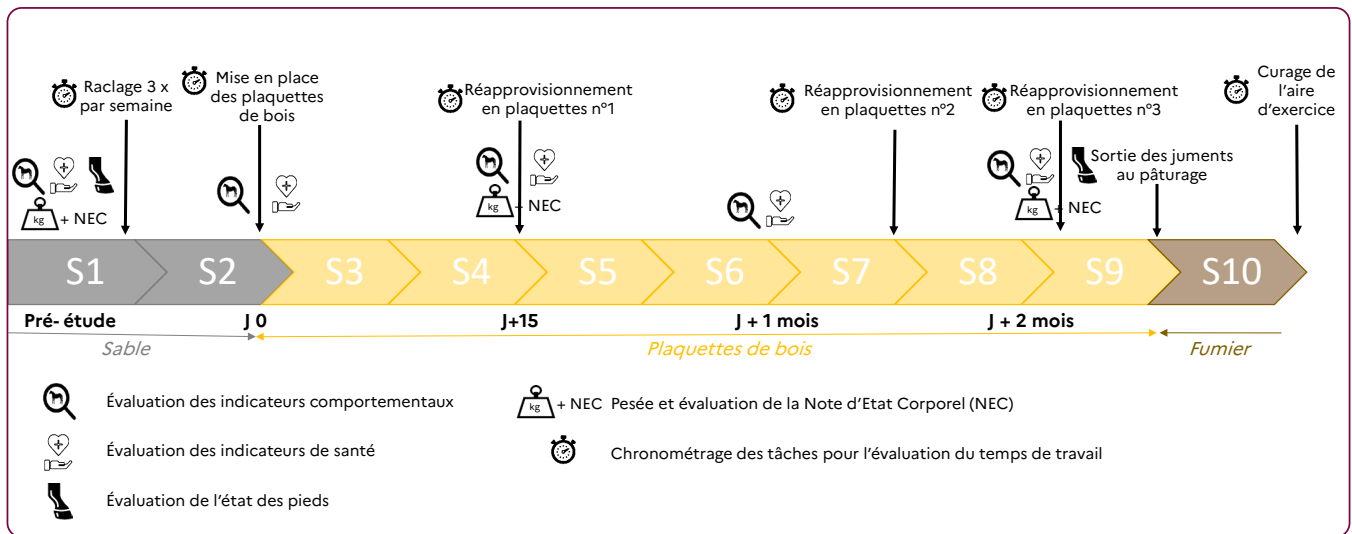 Raclage 3 x
par semaine
Mise en place
des plaquettes
de bois
Réapprovisionnement
en plaquettes n°1
Réapprovisionnement
en plaquettes n°2
Réapprovisionnement
en plaquettes n°3
Curage de
l'aire
d'exercice
Sortie des juments
au pâturage
kg + NEC
kg + NEC
kg + NEC
S1 S2 S3 S4 S5 S6 S7 S8 S9 S10
Pré- étude J 0 J+15 J + 1 mois J + 2 mois
Sable Plaquettes de bois Fumier
Évaluation des indicateurs comportementaux
kg + NEC Pesée et évaluation de la Note d'Etat Corporel (NEC)
Évaluation des indicateurs de santé
Chronométrage des tâches pour l'évaluation du temps de travail
Évaluation de l'état des pieds